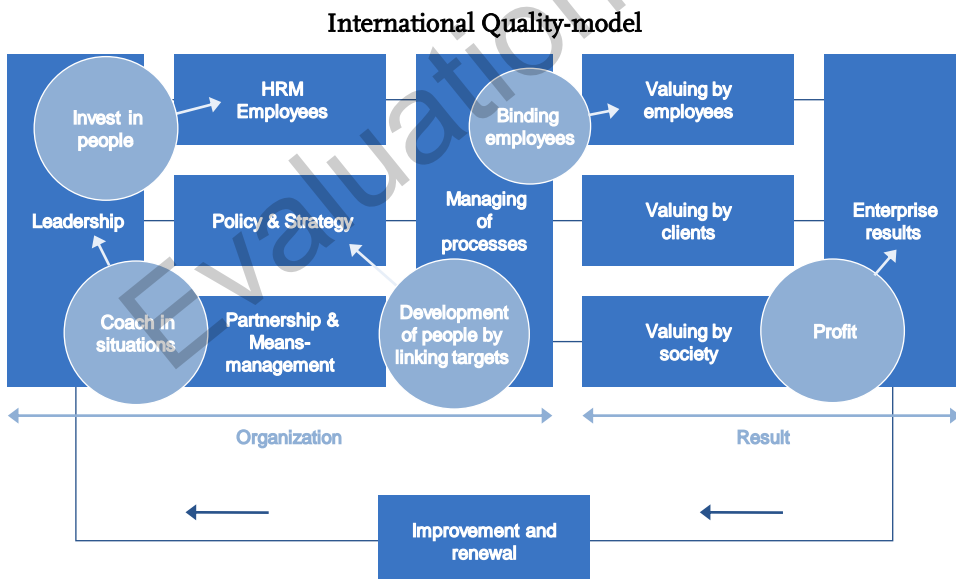 International Quality-model
Invest in
people
HRM
Employees
Binding
employees
Valuing by
employees
Leadership
Policy & Strategy
Managing
of
processes
Valuing by
clients
Enterprise
results
Coach in
situations
Partnership &
Means-
management
Development
of people by
linking targets
Valuing by
society
Profit
Organization
Result
Improvement and
renewal
Evaluation